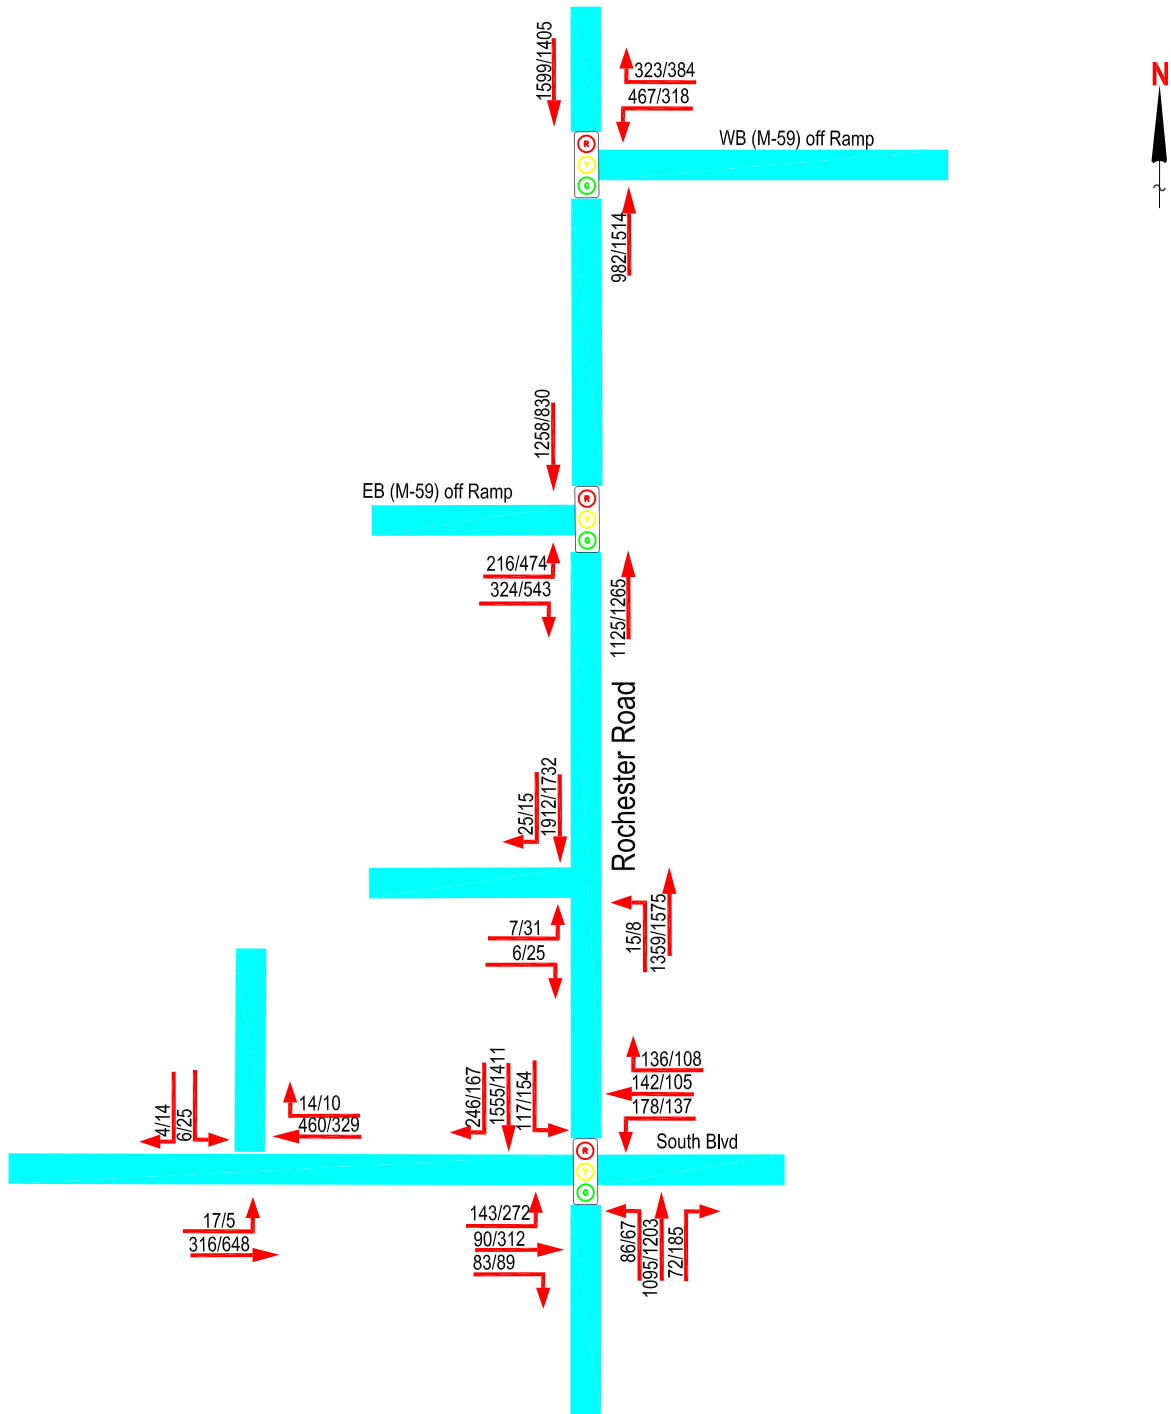 1599/1405
323/384
467/318
N
WB (M-59) off Ramp
R
Y
G
982/1514
1258/830
EB (M-59) off Ramp
R
Y
G
216/474
324/543
1125/1265
Rochester Road
25/15
1912/1732
7/31
6/25
15/8
1359/1575
4/14
6/25
14/10
460/329
246/167
1555/1411
117/154
136/108
142/105
178/137
South Blvd
R
Y
G
17/5
316/648
143/272
90/312
83/89
86/67
1095/1203
72/185